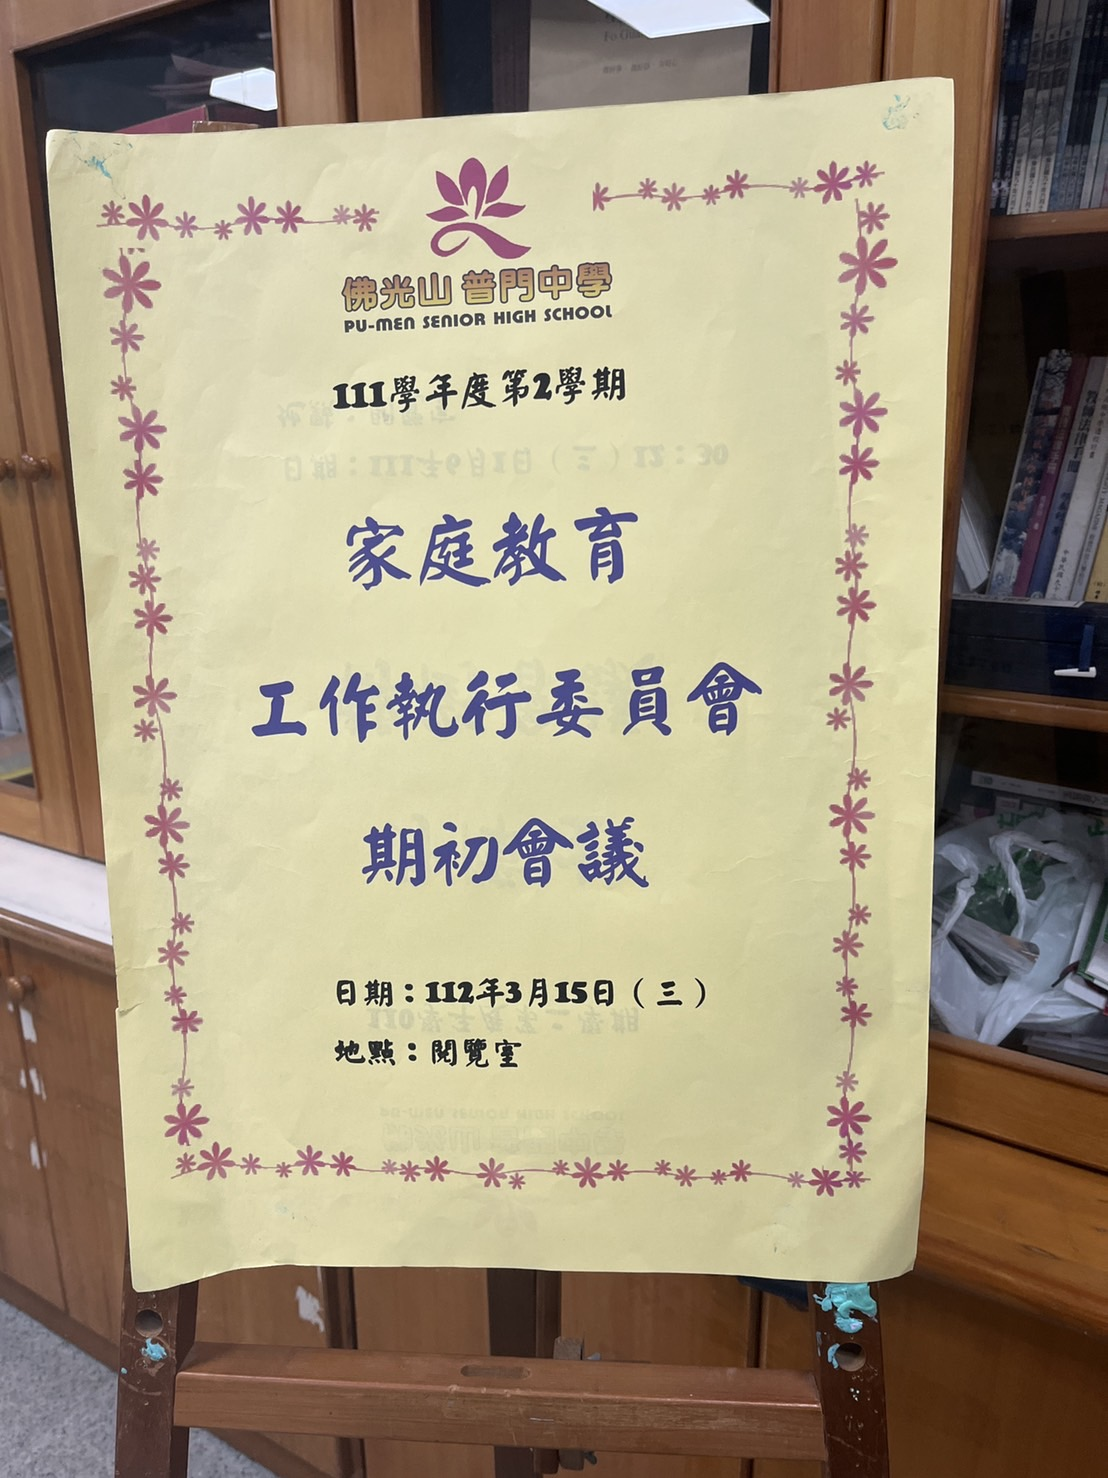 佛光山 普門中學
PU-MEN SENIOR HIGH SCHOOL
111學年度第2學期
家庭教育
工作執行委員會
期初會議
日期：112年3月15日（三）
地點：閱覽室